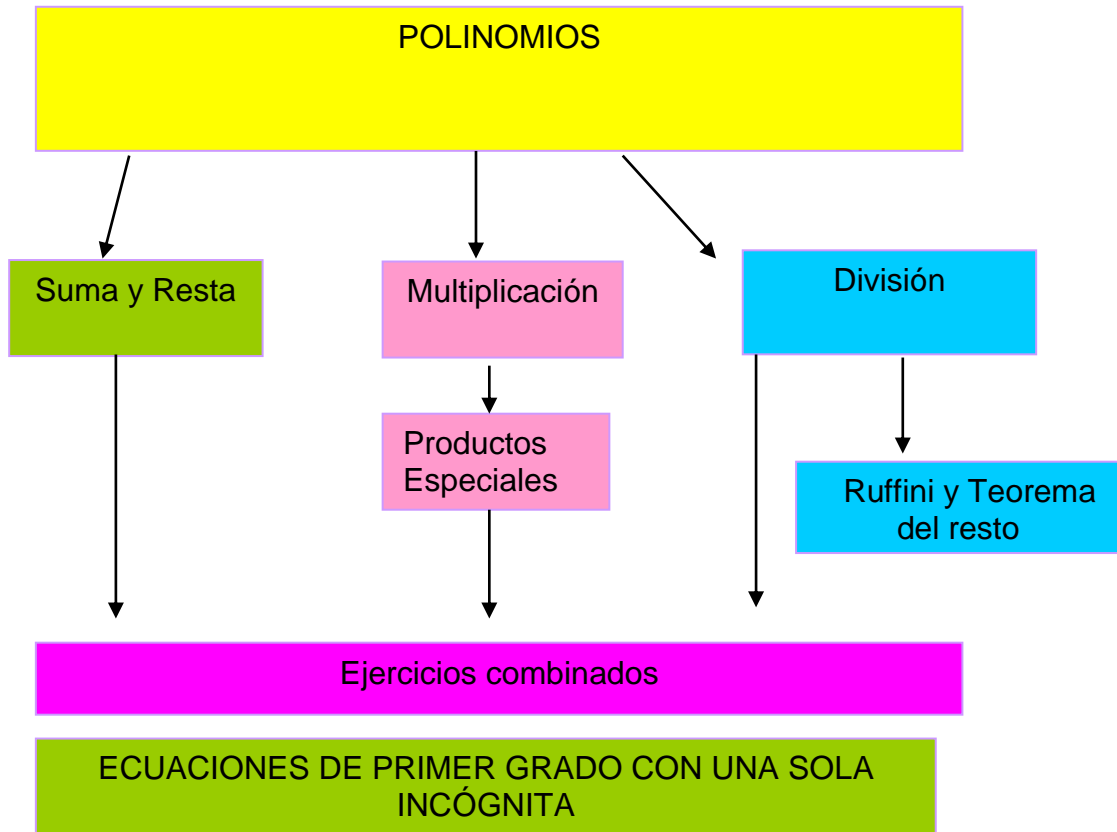 POLINOMIOS
Suma y Resta
Multiplicación
División
Productos
Especiales
Ruffini y Teorema
del resto
Ejercicios combinados
ECUACIONES DE PRIMER GRADO CON UNA SOLA
INCÓGNITA